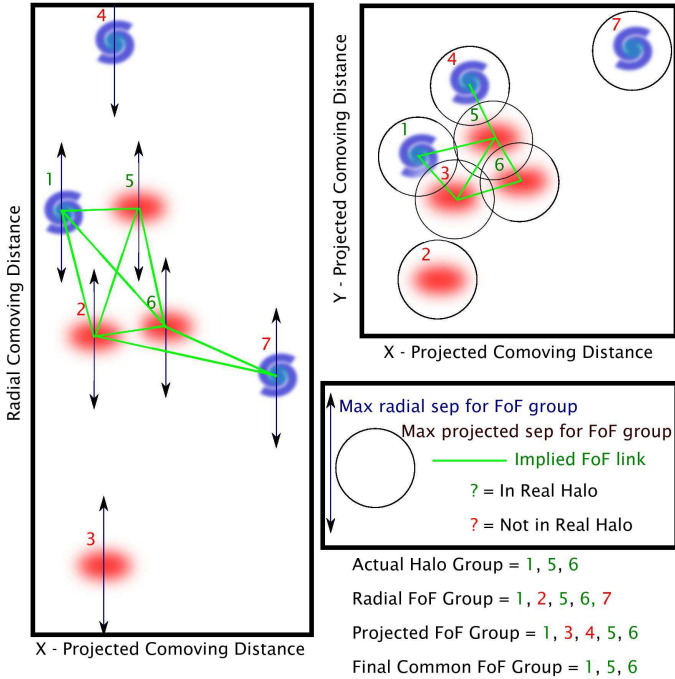 4
1
5
2
6
7
3
Radial Comoving Distance
X - Projected Comoving Distance
7
4
5
1
3
6
2
Y - Projected Comoving Distance
X - Projected Comoving Distance
Max radial sep for FoF group
Max projected sep for FoF group
Implied FoF link
? = In Real Halo
? = Not in Real Halo
Actual Halo Group = 1, 5, 6
Radial FoF Group = 1, 2, 5, 6, 7
Projected FoF Group = 1, 3, 4, 5, 6
Final Common FoF Group = 1, 5, 6